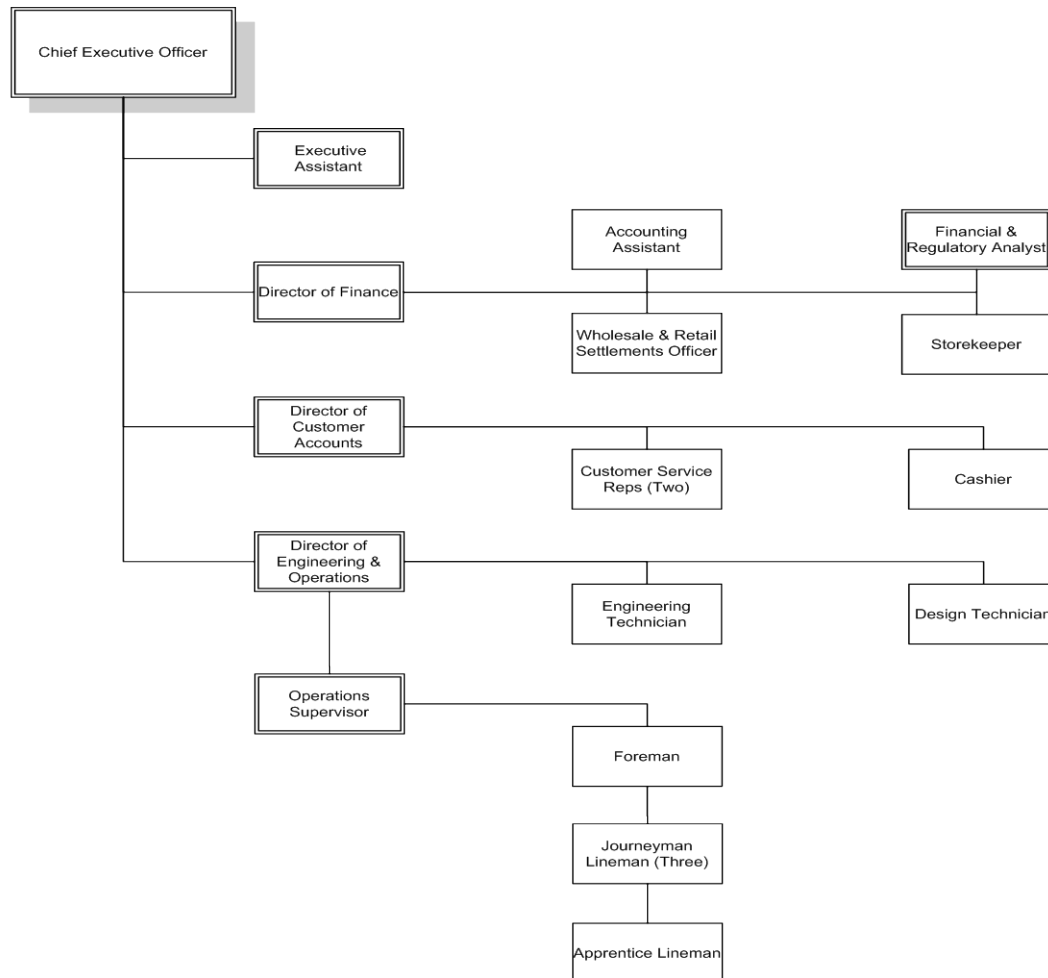 Chief Executive Officer
Executive
Assistant
Accounting
Assistant
Financial &
Regulatory Analyst
Director of Finance
Wholesale & Retail
Settlements Officer
Storekeeper
Director of
Customer
Accounts
Customer Service
Reps (Two)
Cashier
Director of
Engineering &
Operations
Engineering
Technician
Design Technician
Operations
Supervisor
Foreman
Journeyman
Lineman (Three)
Apprentice Lineman